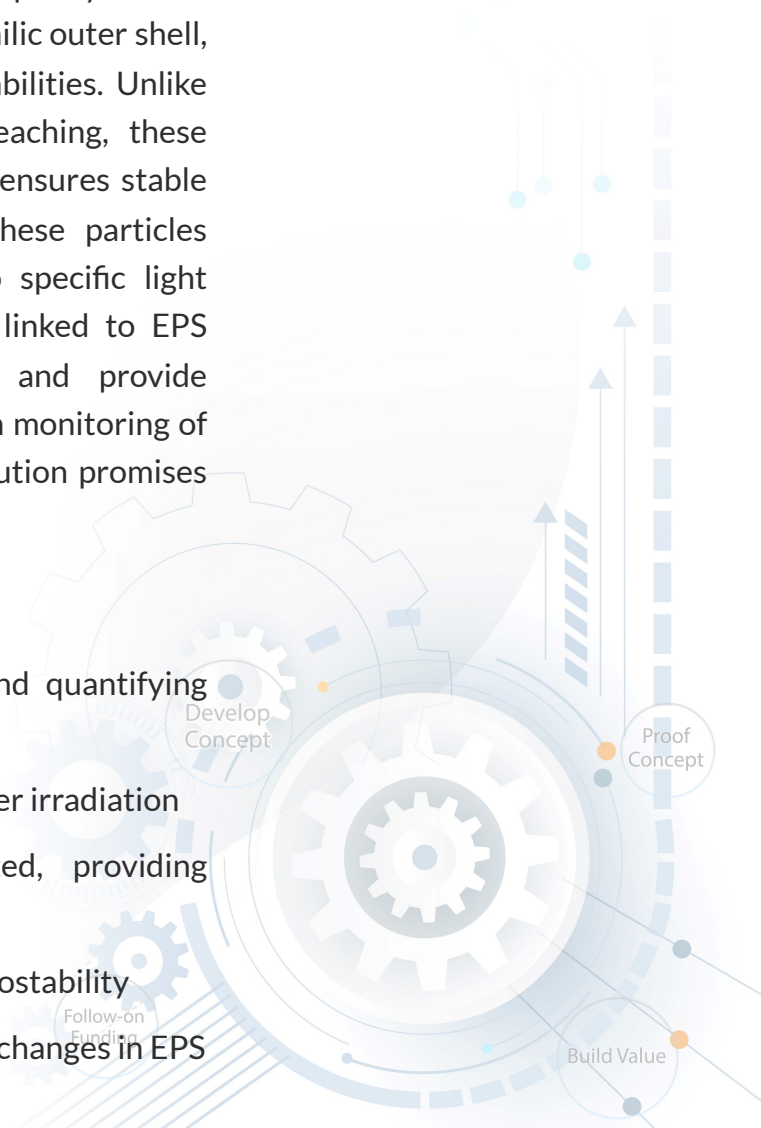 ilic outer shell,
bilities. Unlike
eaching, these
ensures stable
hese particles
specific light
linked to EPS
and provide
monitoring of
ution promises
nd quantifying
Develop
Concept
Proof
Concept
er irradiation
ed, providing
ostability
Follow-on
Funding
changes in EPS
Build Value